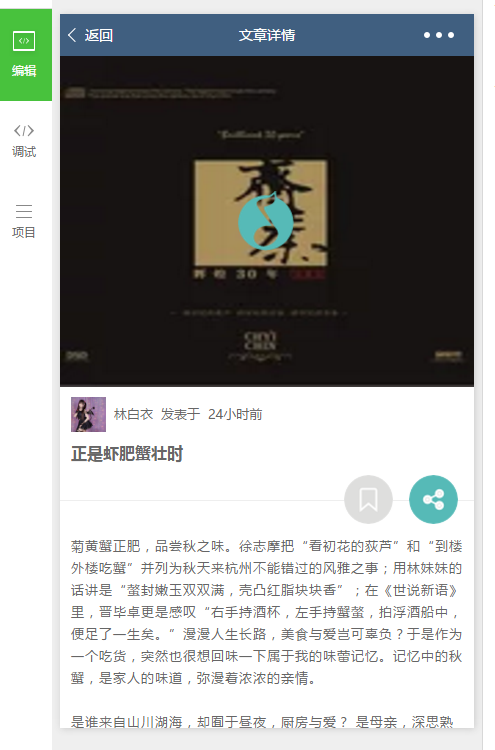 编辑
调试
项目
返回
文章详情
齐秦
辉煌 30 年
CHYI
CHIN
DSD
林白衣 发表于 24小时前
正是虾肥蟹壮时
菊黄蟹正肥，品尝秋之味。徐志摩把“看初花的荻芦”和“到楼
外楼吃蟹”并列为秋天来杭州不能错过的风雅之事；用林妹妹的
话讲是“螯封嫩玉双双满，壳凸红脂块块香”；在《世说新语》
里，晋毕卓更是感叹“右手持酒杯，左手持蟹螯，拍浮酒船中，
便足了一生矣。”漫漫人生长路，美食与爱岂可辜负？于是作为
一个吃货，突然也很想回味一下属于我的味蕾记忆。记忆中的秋
蟹，是家人的味道，弥漫着浓浓的亲情。
是谁来自山川湖海，却囿于昼夜，厨房与爱？ 是母亲，深思熟